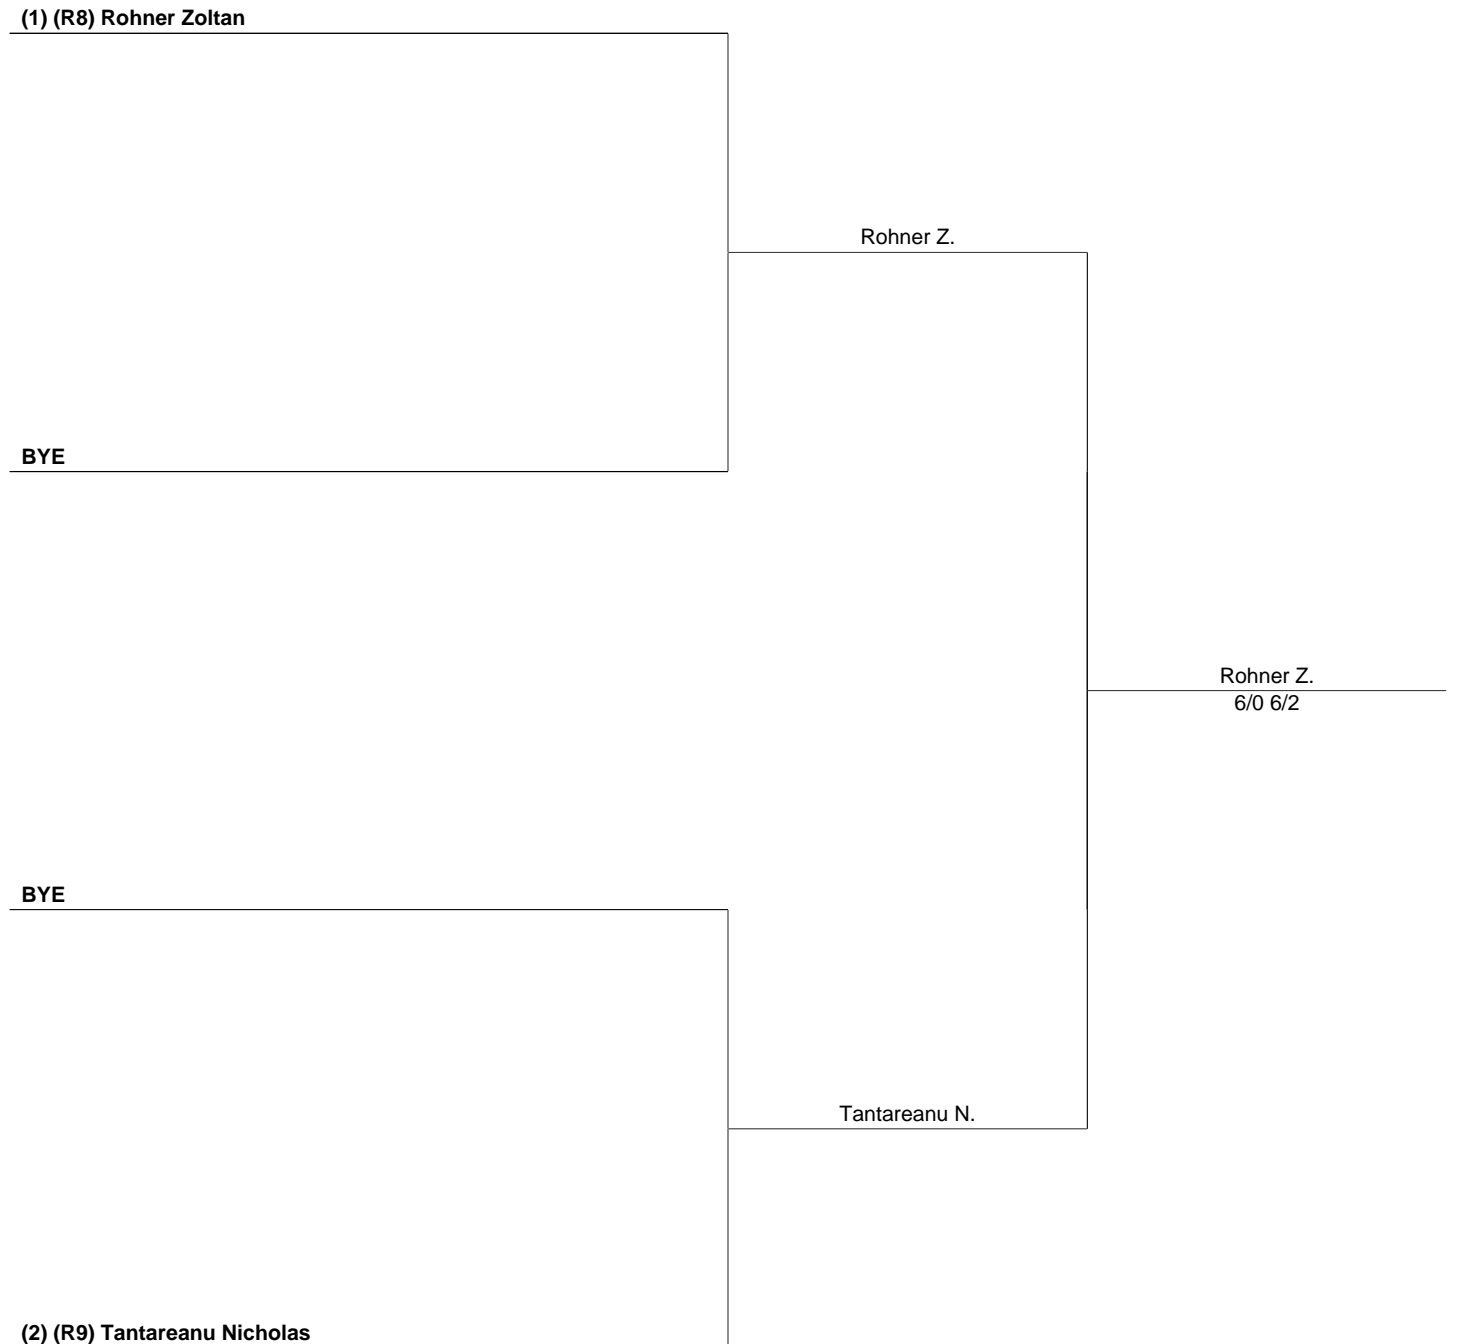 (1) (R8) Rohner Zoltan
Rohner Z.
BYE
Rohner Z.
6/0 6/2
BYE
Tantareanu N.
(2) (R9) Tantareanu Nicholas